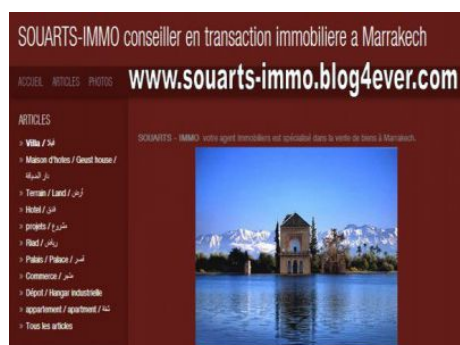 SOUARTS-IMMO conseiller en transaction immobiliere a Marrakech
ACCUEIL ARTICLES PHOTOS
www.souarts-immo.blog4ever.com
ARTICLES
SOUARTS - IMMO votre agent immobiliers est spécialisé dans la vente de biens à Marrakech.
» Villa / فيلا
» Maison d'hotes / Geust house /
دار الضيافة
» Terrain / Land / أرض
» Hotel / فندق
» projets / مشروع
» Riad / رياض
» Palais / Palace / قصر
» Commerce / متجر
» Dépot / Hangar industrielle
» appartement / apartment / شقة
» Tous les articles